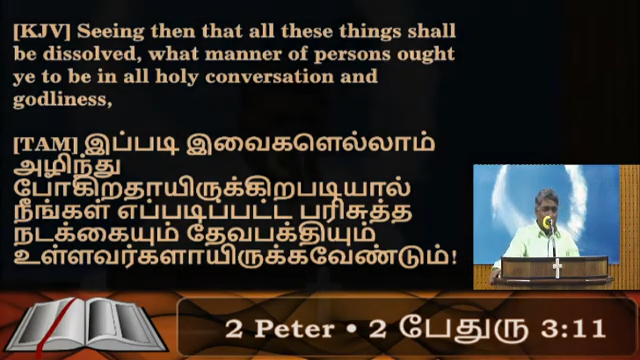 [KJV] Seeing then that all these things shall
be dissolved, what manner of persons ought
ye to be in all holy conversation and
godliness,
[TAM] இப்படி இவைகளெல்லாம்
அழிந்து
போகிறதாயிருக்கிறபடியால்
நீங்கள் எப்படிப்பட்ட பரிசுத்த
நடக்கையும் தேவபக்தியும்
உள்ளவர்களாயிருக்கவேண்டும்!
2 Peter • 2 பேதுரு 3:11